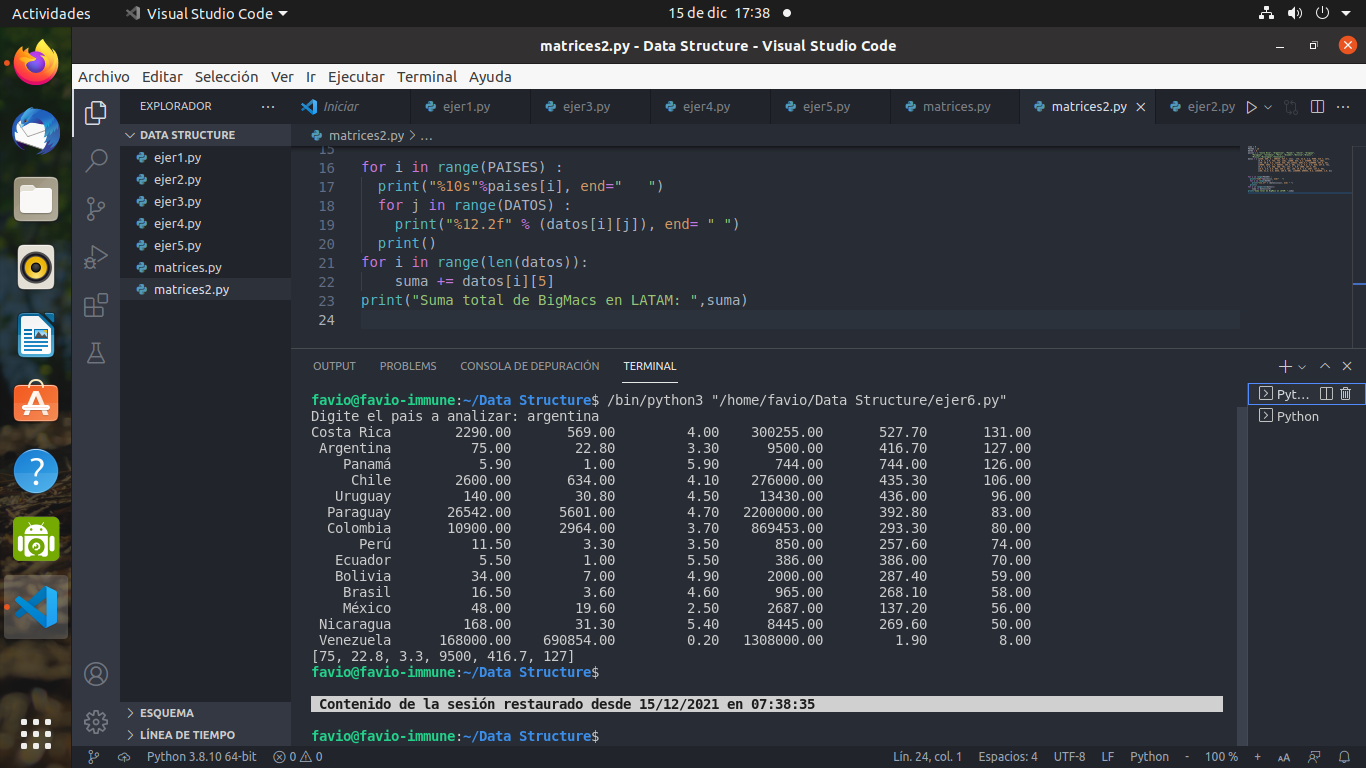 Actividades
Visual Studio Code
15 de dic 17:38
matrices2.py - Data Structure - Visual Studio Code
Archivo Editar Selección Ver Ir Ejecutar Terminal Ayuda
EXPLORADOR
Iniciar ejer1.py ejer3.py ejer4.py ejer5.py matrices.py matrices2.py ejer2.py
DATA STRUCTURE
ejer1.py
ejer2.py
ejer3.py
ejer4.py
ejer5.py
matrices.py
matrices2.py
matrices2.py > ...
15
16 for i in range(PAISES) :
17 print("%10s"%paises[i], end="   ")
18 for j in range(DATOS) :
19 print("%12.2f" % (datos[i][j]), end= " ")
20 print()
21 for i in range(len(datos)):
22 suma += datos[i][5]
23 print("Suma total de BigMacs en LATAM: ",suma)
24
OUTPUT PROBLEMS CONSOLA DE DEPURACIÓN TERMINAL
favio@favio-immune:~/Data Structure$ /bin/python3 "/home/favio/Data Structure/ejer6.py"
Digite el pais a analizar: argentina
Costa Rica 2290.00 569.00 4.00 300255.00 527.70 131.00
Argentina 75.00 22.80 3.30 9500.00 416.70 127.00
Panamá 5.90 1.00 5.90 744.00 744.00 126.00
Chile 2600.00 634.00 4.10 276000.00 435.30 106.00
Uruguay 140.00 30.80 4.50 13430.00 436.00 96.00
Paraguay 26542.00 5601.00 4.70 2200000.00 392.80 83.00
Colombia 10900.00 2964.00 3.70 869453.00 293.30 80.00
Perú 11.50 3.30 3.50 850.00 257.60 74.00
Ecuador 5.50 1.00 5.50 386.00 386.00 70.00
Bolivia 34.00 7.00 4.90 2000.00 287.40 59.00
Brasil 16.50 3.60 4.60 965.00 268.10 58.00
México 48.00 19.60 2.50 2687.00 137.20 56.00
Nicaragua 168.00 31.30 5.40 8445.00 269.60 50.00
Venezuela 168000.00 690854.00 0.20 1308000.00 1.90 8.00
[75, 22.8, 3.3, 9500, 416.7, 127]
favio@favio-immune:~/Data Structure$
Contenido de la sesión restaurado desde 15/12/2021 en 07:38:35
favio@favio-immune:~/Data Structure$
Pyt...
Python
ESQUEMA
LÍNEA DE TIEMPO
Python 3.8.10 64-bit 0 0
Lín. 24, col. 1 Espacios: 4 UTF-8 LF Python - 100 % + AA